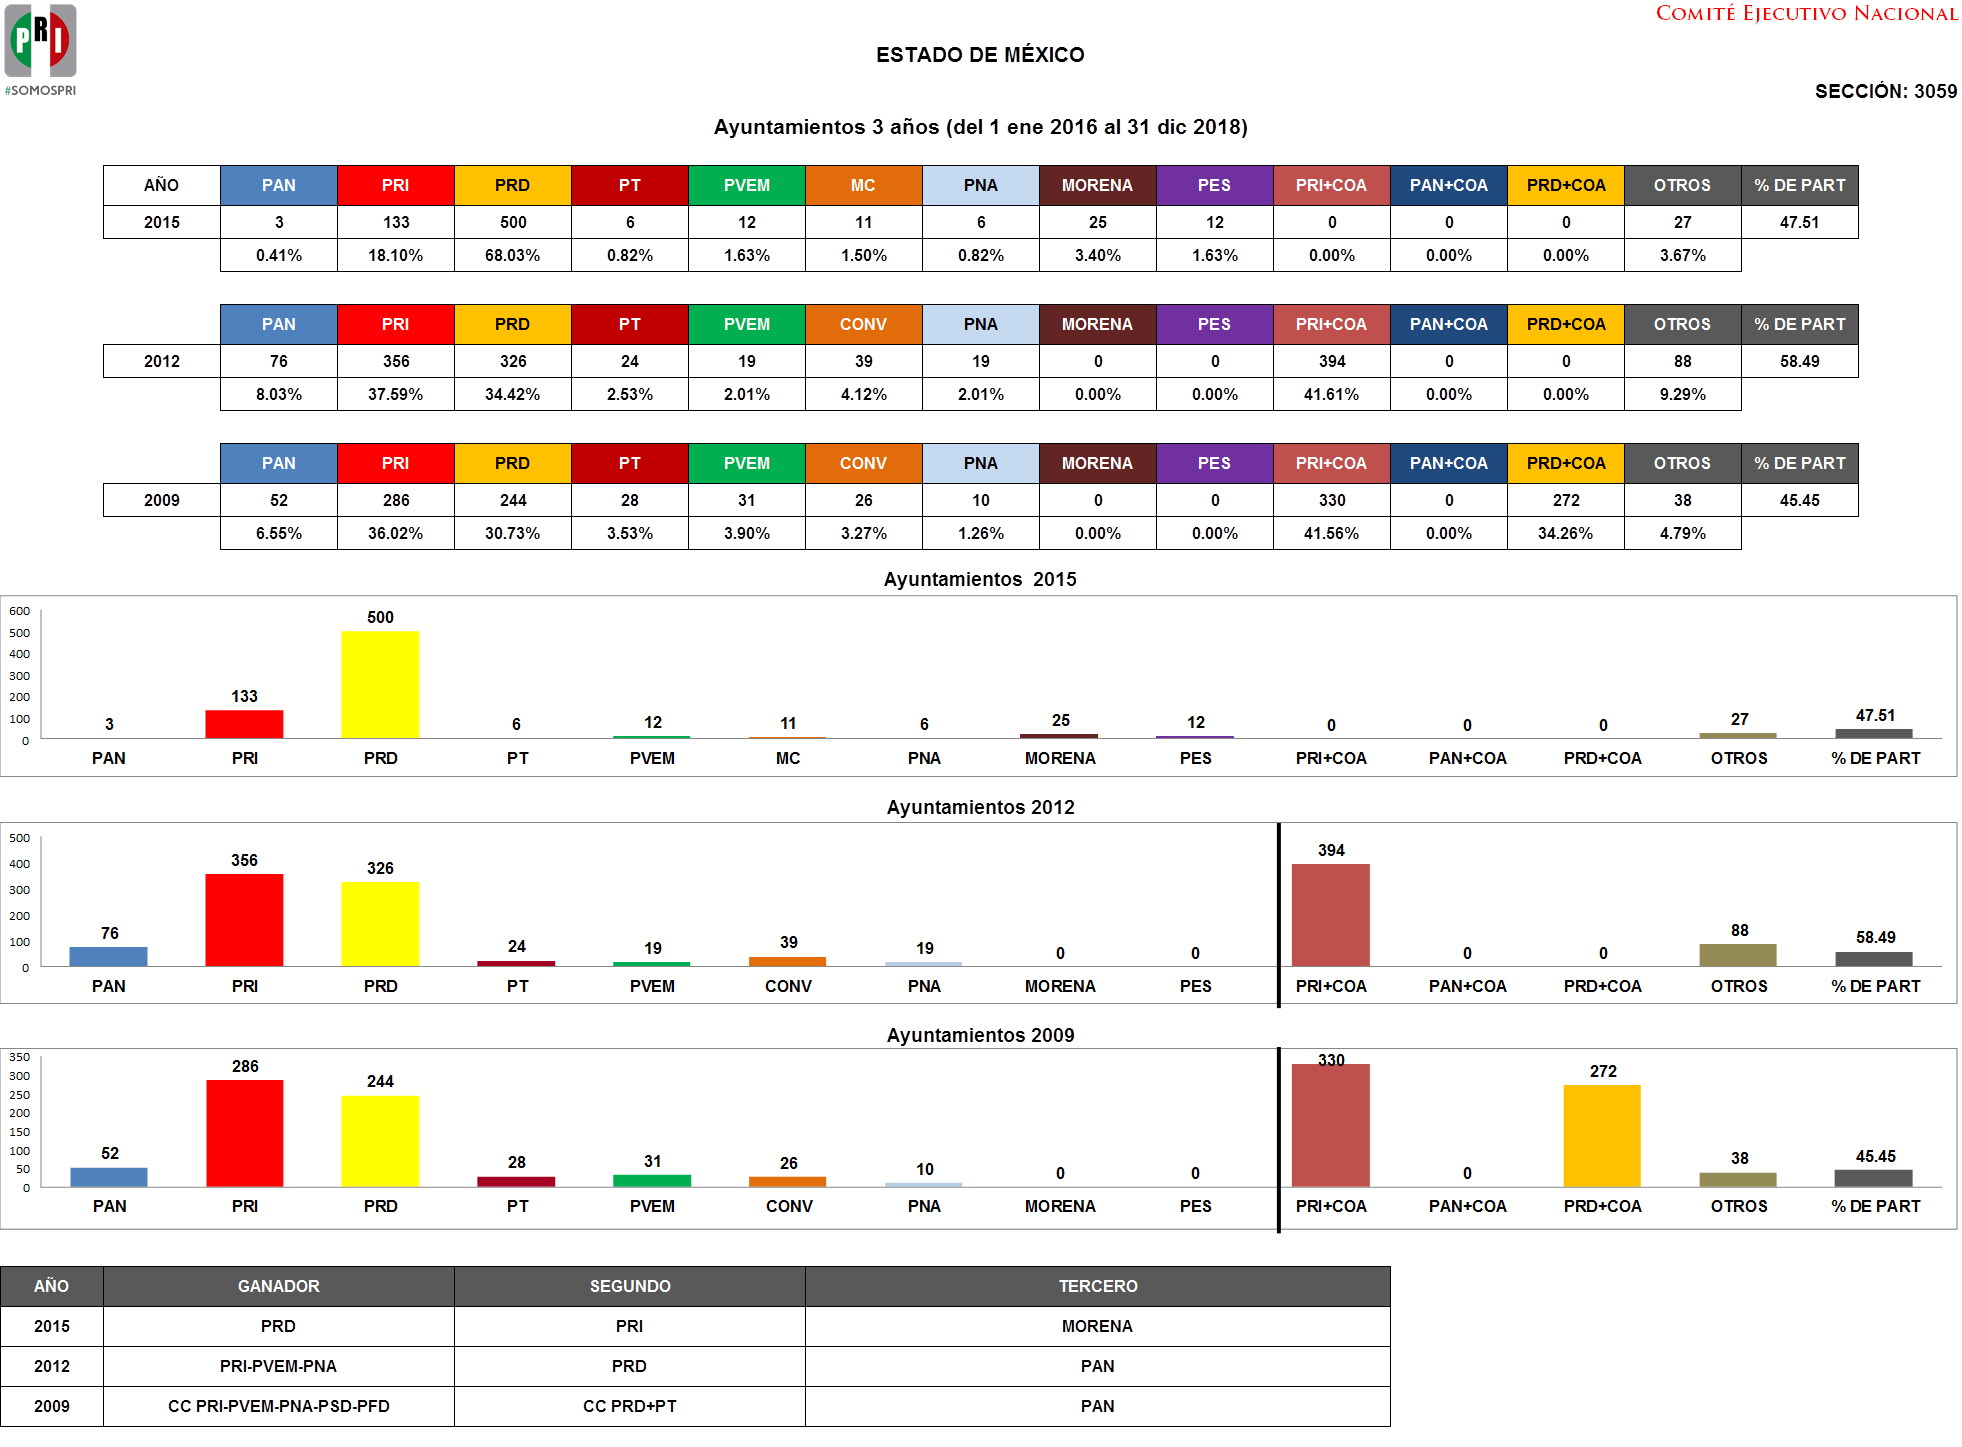 PRI
#SOMOSPRI
COMITÉ EJECUTIVO NACIONAL
ESTADO DE MÉXICO
SECCIÓN: 3059
Ayuntamientos 3 años (del 1 ene 2016 al 31 dic 2018)
AÑO PAN PRI PRD PT PVEM MC PNA MORENA PES PRI+COA PAN+COA PRD+COA OTROS % DE PART
2015 3 133 500 6 12 11 6 25 12 0 0 0 27 47.51
0.41% 18.10% 68.03% 0.82% 1.63% 1.50% 0.82% 3.40% 1.63% 0.00% 0.00% 0.00% 3.67%
PAN PRI PRD PT PVEM CONV PNA MORENA PES PRI+COA PAN+COA PRD+COA OTROS % DE PART
2012 76 356 326 24 19 39 19 0 0 394 0 0 88 58.49
8.03% 37.59% 34.42% 2.53% 2.01% 4.12% 2.01% 0.00% 0.00% 41.61% 0.00% 0.00% 9.29%
PAN PRI PRD PT PVEM CONV PNA MORENA PES PRI+COA PAN+COA PRD+COA OTROS % DE PART
2009 52 286 244 28 31 26 10 0 0 330 0 272 38 45.45
6.55% 36.02% 30.73% 3.53% 3.90% 3.27% 1.26% 0.00% 0.00% 41.56% 0.00% 34.26% 4.79%
Ayuntamientos 2015
600
500
400
300
200
100
0
3 133 500 6 12 11 6 25 12 0 0 0 27 47.51
PAN PRI PRD PT PVEM MC PNA MORENA PES PRI+COA PAN+COA PRD+COA OTROS % DE PART
Ayuntamientos 2012
500
400
300
200
100
0
76 356 326 24 19 39 19 0 0 394 0 0 88 58.49
PAN PRI PRD PT PVEM CONV PNA MORENA PES PRI+COA PAN+COA PRD+COA OTROS % DE PART
Ayuntamientos 2009
350
300
250
200
150
100
50
0
52 286 244 28 31 26 10 0 0 330 0 272 38 45.45
PAN PRI PRD PT PVEM CONV PNA MORENA PES PRI+COA PAN+COA PRD+COA OTROS % DE PART
AÑO GANADOR SEGUNDO TERCERO
2015 PRD PRI MORENA
2012 PRI-PVEM-PNA PRD PAN
2009 CC PRI-PVEM-PNA-PSD-PFD CC PRD+PT PAN